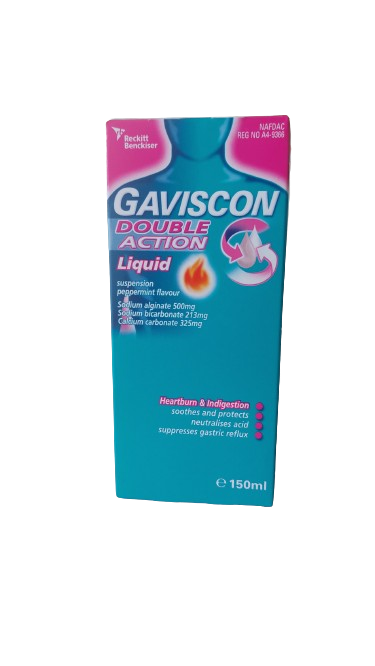 Reckitt
Benckiser
NAFDAC
REG NO A4-9366
GAVISCON
DOUBLE
ACTION
Liquid
suspension
peppermint flavour
Sodium alginate 500mg
Sodium bicarbonate 213mg
Calcium carbonate 325mg
Heartburn & Indigestion
soothes and protects
neutralises acid
suppresses gastric reflux
℮ 150ml